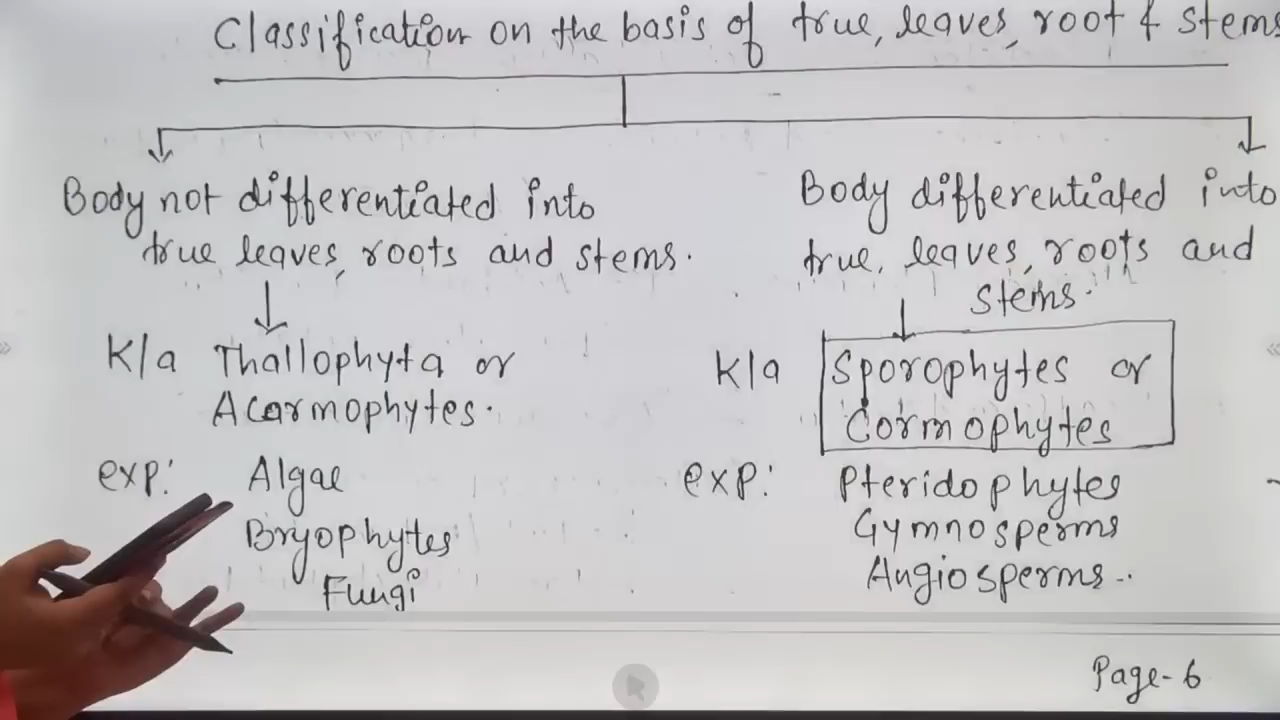 Classification on the basis of true, leaves, root & stems
Body not differentiated into
true leaves, roots and stems.
K/a Thallophyta or
Acormophytes.
exp: Algae
Bryophytes
Fungi
Body differentiated into
true, leaves, roots and
stems.
K/a Sporophytes or
Cormophytes
exp: Pteridophytes
Gymnosperms
Angiosperms..
Page-6